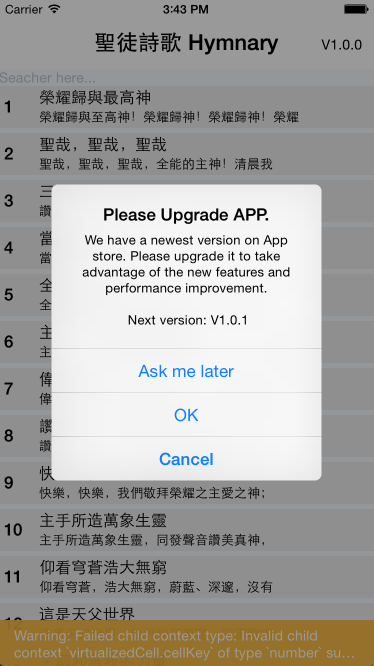 Carrier 3:43 PM
聖徒詩歌 Hymnary V1.0.0
Seacher here...
1 榮耀歸與最高神
榮耀歸與至高神！榮耀歸神！榮耀歸神！榮耀
2 聖哉，聖哉，聖哉
聖哉，聖哉，聖哉，全能的主神！清晨我
3 三
讚
4 當
當
5 全
全
6 主
主
7 偉
偉
8 讚
讚
9 快
快樂，快樂，我們敬拜榮耀之主愛之神；
10 主手所造萬象生靈
主手所造萬象生靈，同發聲音讚美真神，
11 仰看穹蒼浩大無窮
仰看穹蒼，浩大無窮，蔚藍、深邃，沒有
這是天父世界
Please Upgrade APP.
We have a newest version on App
store. Please upgrade it to take
advantage of the new features and
performance improvement.
Next version: V1.0.1
Ask me later
OK
Cancel
Warning: Failed child context type: Invalid child
context `virtualizedCell.cellKey` of type `number` su…